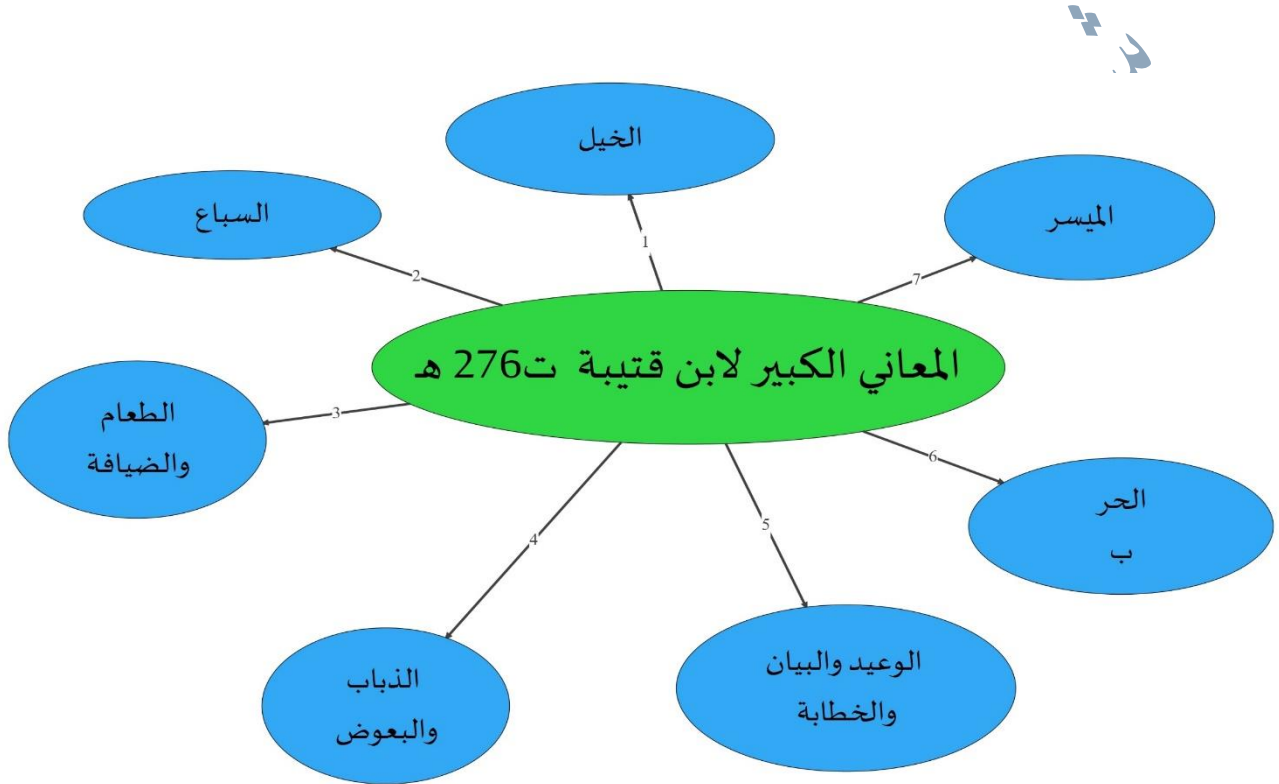 المعاني الكبير لابن قتيبة ت276 هـ
1
الخيل
2
السباع
3
الطعام
والضيافة
4
الذباب
والبعوض
5
الوعيد والبيان
والخطابة
6
الحر
ب
7
الميسر